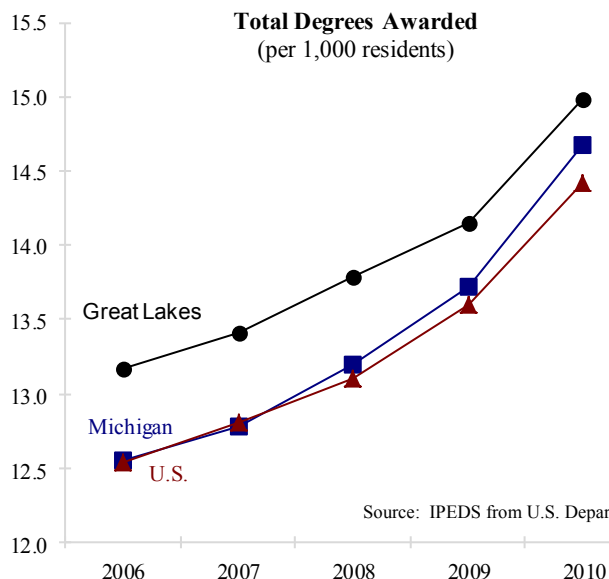 Total Degrees Awarded
(per 1,000 residents)
15.5
15.0
14.5
14.0
13.5
13.0
12.5
12.0
Great Lakes
Michigan
U.S.
Source: IPEDS from U.S. Depar
2006 2007 2008 2009 2010